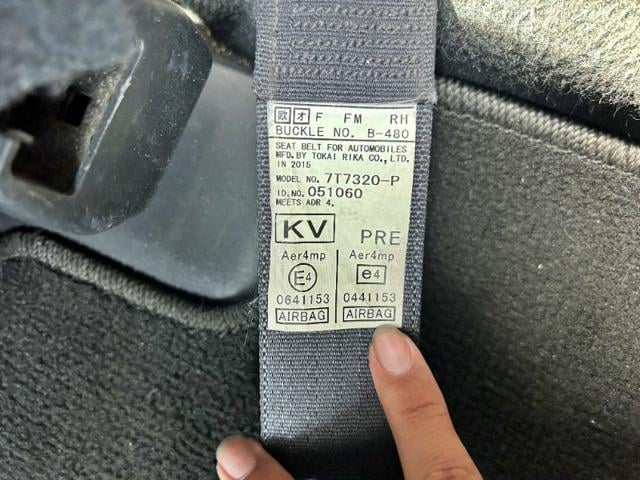 欧 オ F FM RH
BUCKLE NO. B-480
SEAT BELT FOR AUTOMOBILES
MFD.BY TOKAI RIKA CO.,LTD.
IN 2015
MODEL NO. 7T7320-P
ID.NO. 051060
MEETS ADR 4.
KV PRE
Aer4mp Aer4mp
E4 e4
0641153 0441153
AIRBAG AIRBAG